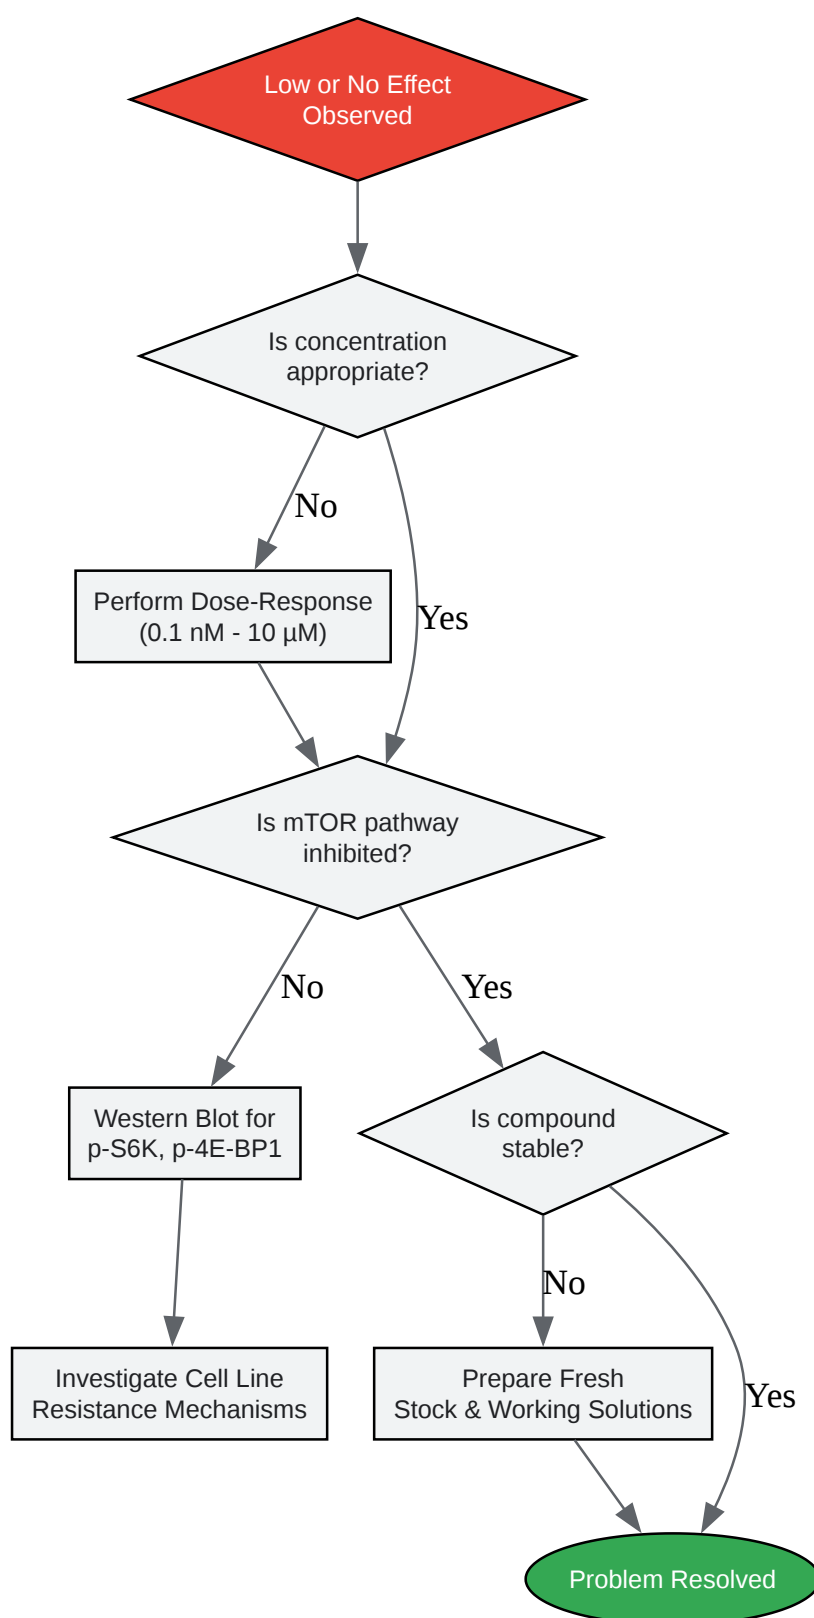 Low or No Effect
Observed
Is concentration
appropriate?
No
Perform Dose-Response
(0.1 nM - 10 µM)
Yes
Is mTOR pathway
inhibited?
No
Yes
Western Blot for
p-S6K, p-4E-BP1
Is compound
stable?
No
Investigate Cell Line
Resistance Mechanisms
Prepare Fresh
Stock & Working Solutions
Yes
Problem Resolved